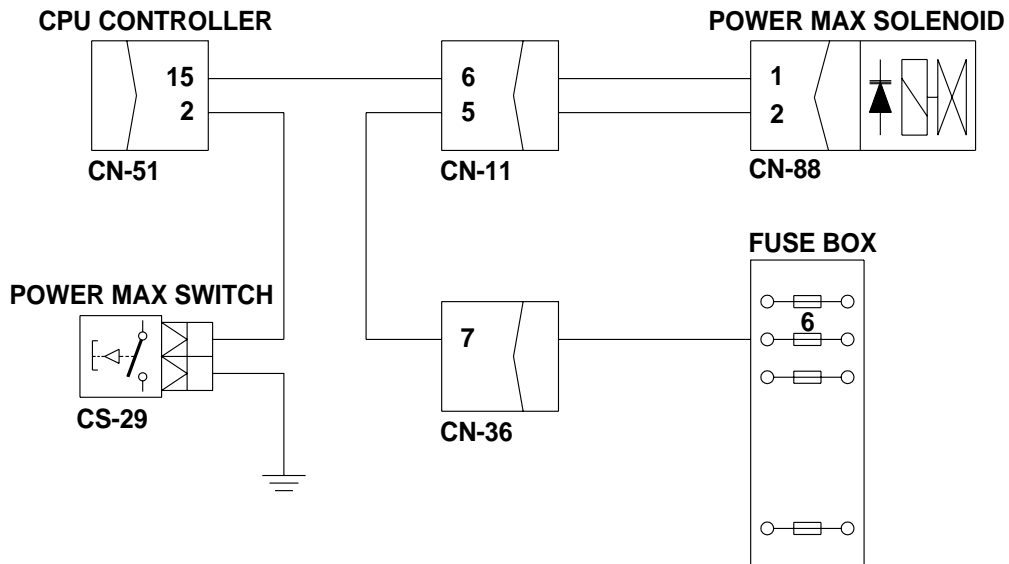 CPU CONTROLLER
POWER MAX SOLENOID
15
2
CN-51
6
5
CN-11
1
2
CN-88
FUSE BOX
6
POWER MAX SWITCH
CS-29
7
CN-36